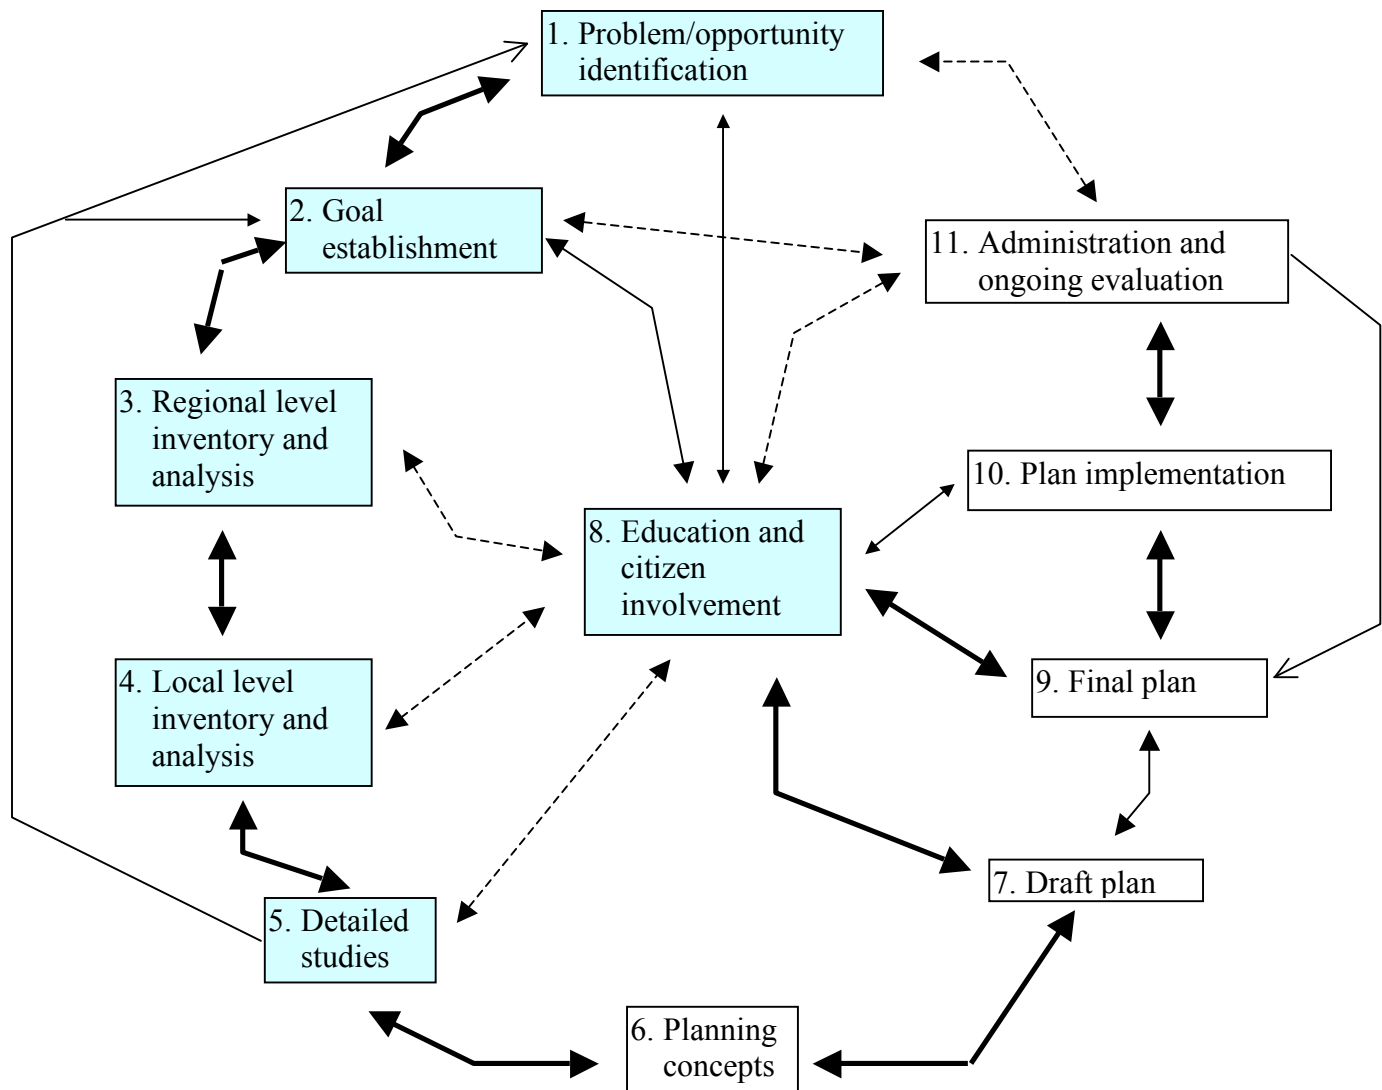 1. Problem/opportunity
identification
2. Goal
establishment
11. Administration and
ongoing evaluation
3. Regional level
inventory and
analysis
10. Plan implementation
8. Education and
citizen
involvement
4. Local level
inventory and
analysis
9. Final plan
7. Draft plan
5. Detailed
studies
6. Planning
concepts